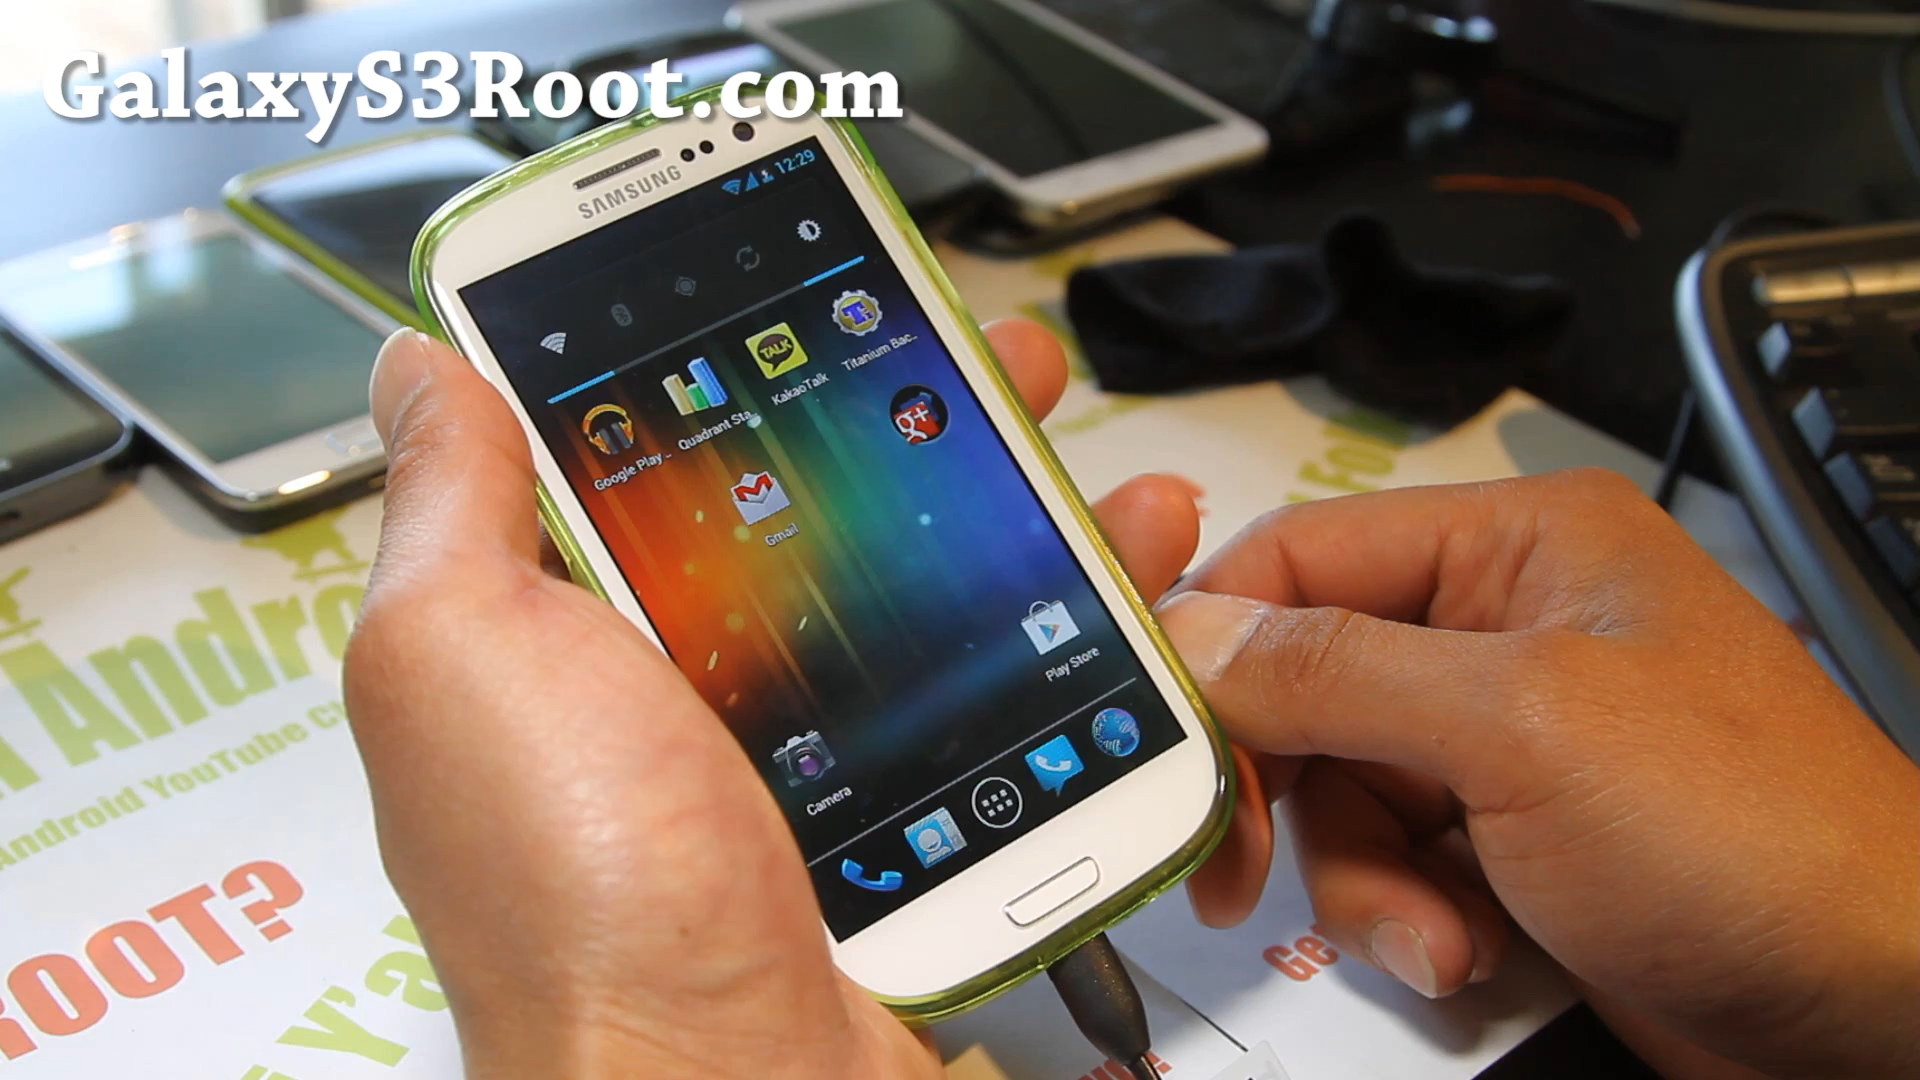 GalaxyS3Root.com
SAMSUNG
12:29
Titanium Bac...
TALK
KakaoTalk
Quadrant Sta...
Google Play ...
g+
Gmail
Play Store
Camera
Android YouTube
ROOT?
Y'a